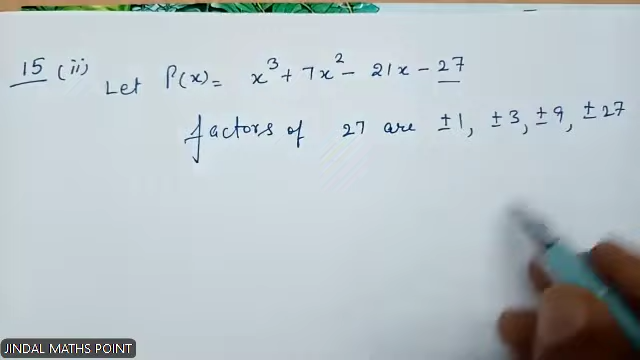 15 (ii) Let P(x) = x³ + 7x² - 21x - 27
factors of 27 are ±1, ±3, ±9, ±27
JINDAL MATHS POINT